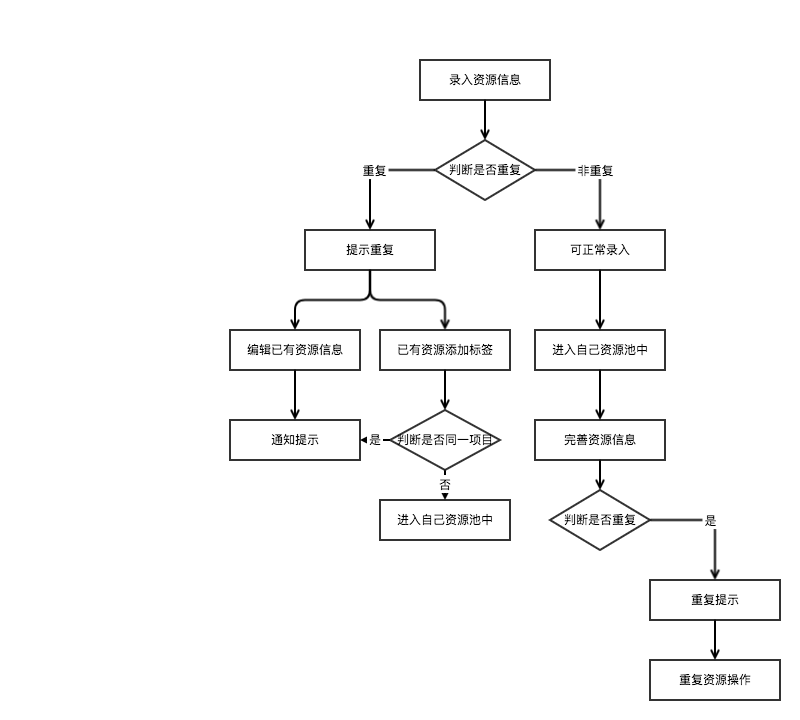 录入资源信息
判断是否重复
重复
非重复
提示重复
可正常录入
编辑已有资源信息
已有资源添加标签
进入自己资源池中
通知提示
是
判断是否同一项目
完善资源信息
否
进入自己资源池中
判断是否重复
是
重复提示
重复资源操作